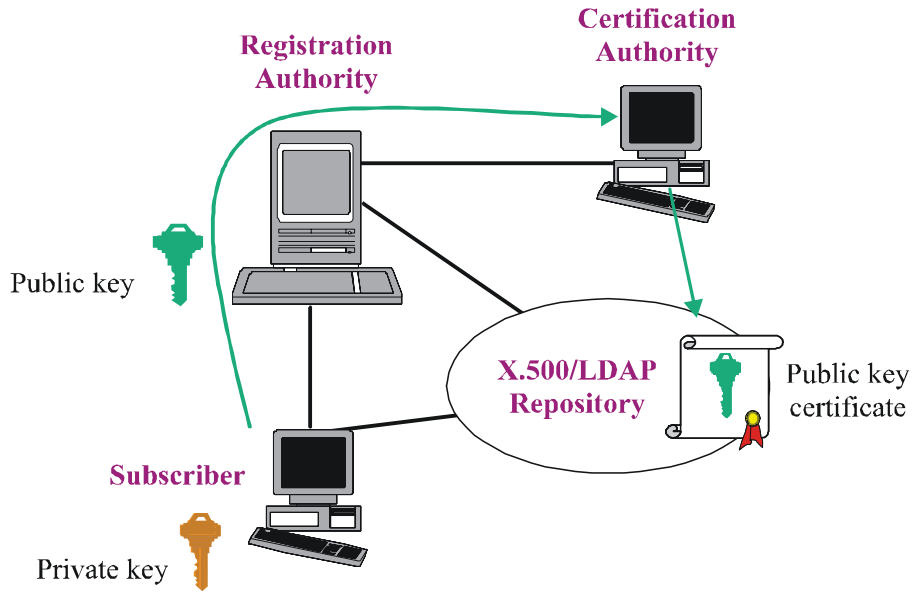 Registration
Authority
Certification
Authority
Public key
X.500/LDAP
Repository
Public key
certificate
Subscriber
Private key